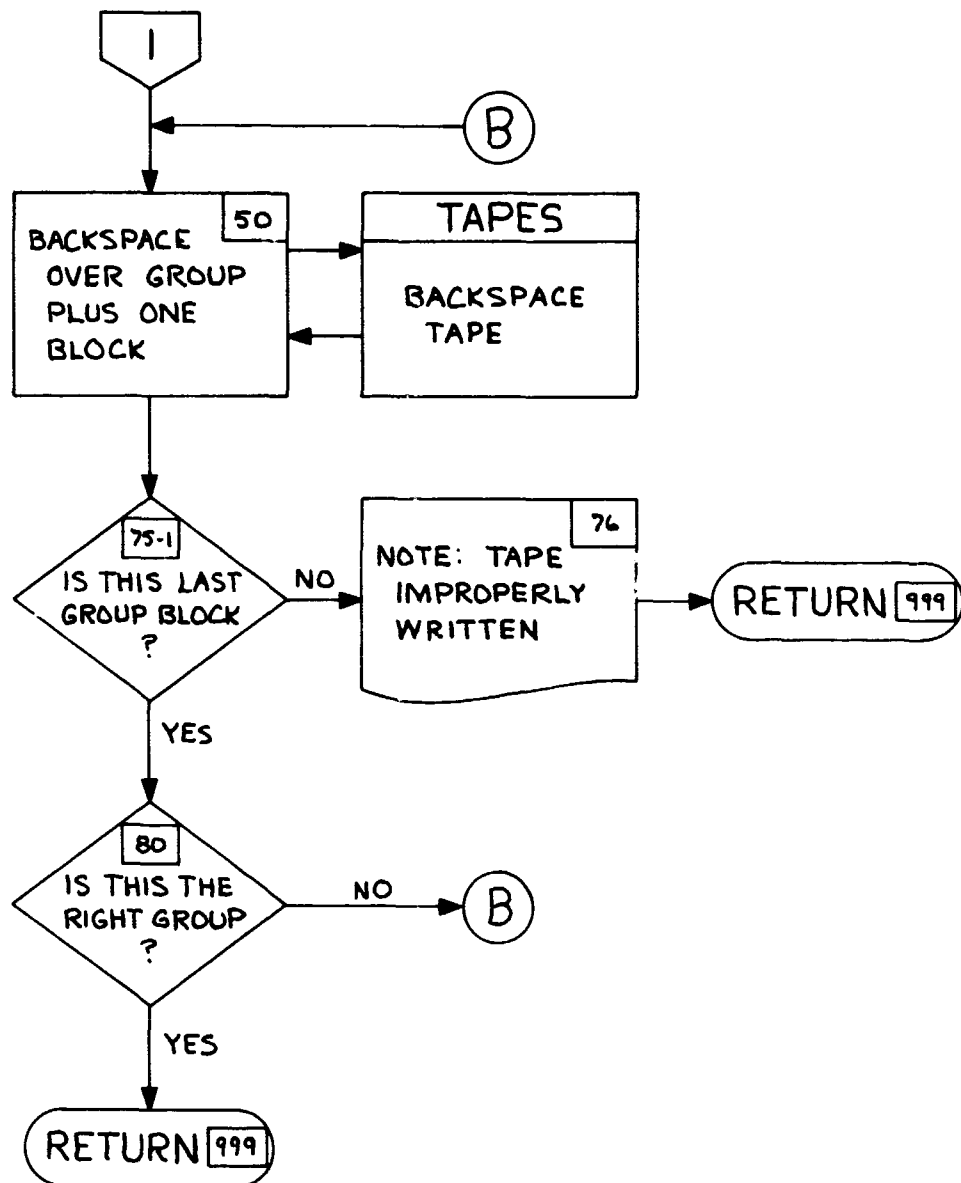 1
B
50
BACKSPACE
OVER GROUP
PLUS ONE
BLOCK
TAPES
BACKSPACE
TAPE
75-1
IS THIS LAST
GROUP BLOCK
?
NO
76
NOTE: TAPE
IMPROPERLY
WRITTEN
RETURN 999
YES
80
IS THIS THE
RIGHT GROUP
?
NO
B
YES
RETURN 999